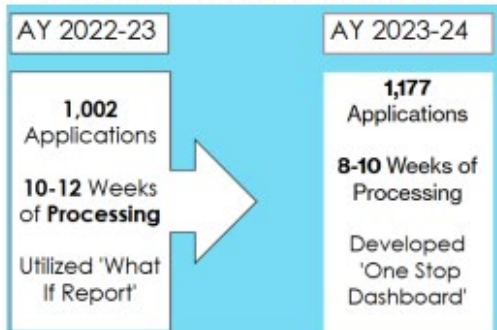 AY 2022-23
1,002
Applications
10-12 Weeks
of Processing
Utilized 'What
If Report'
AY 2023-24
1,177
Applications
8-10 Weeks of
Processing
Developed
'One Stop
Dashboard'